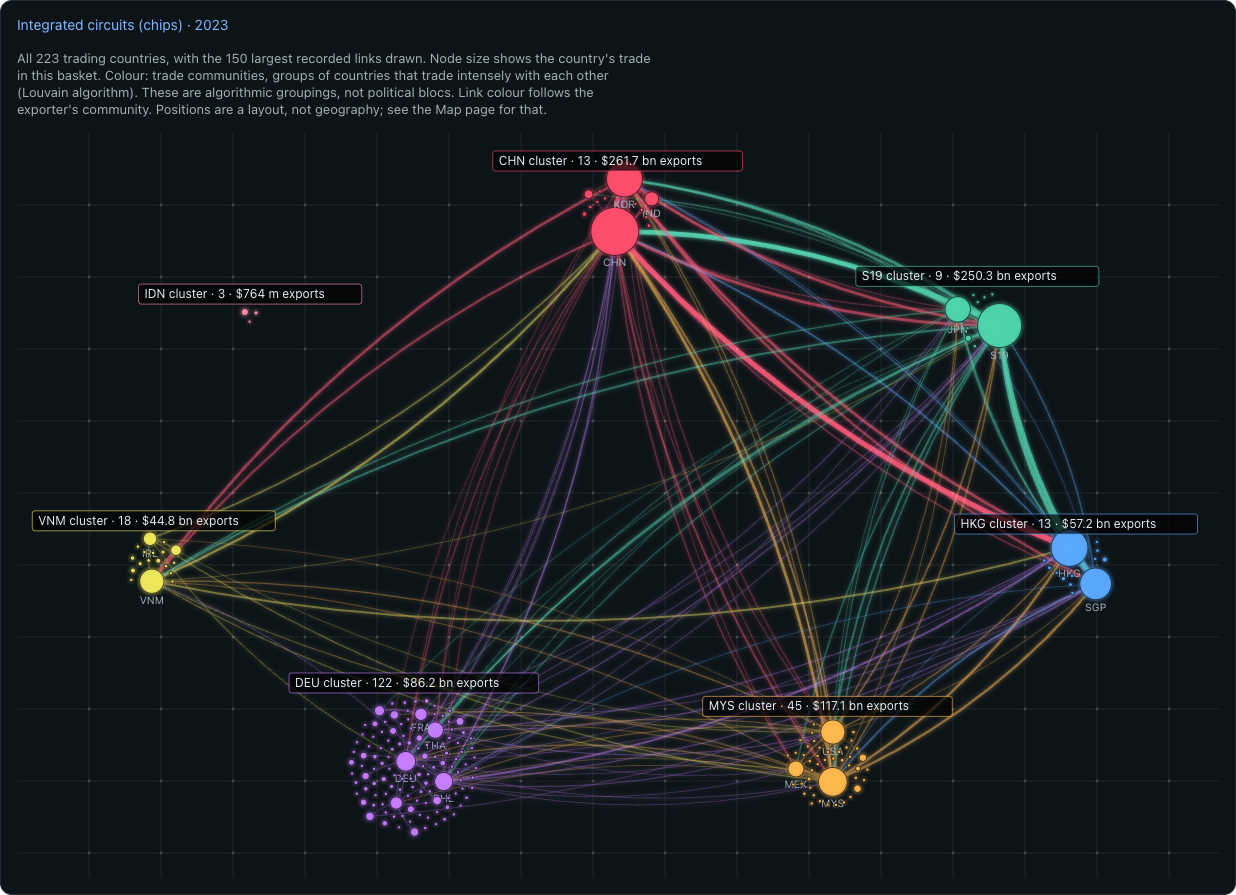 Integrated circuits (chips) · 2023
All 223 trading countries, with the 150 largest recorded links drawn. Node size shows the country's trade
in this basket. Colour: trade communities, groups of countries that trade intensely with each other
(Louvain algorithm). These are algorithmic groupings, not political blocs. Link colour follows the
exporter's community. Positions are a layout, not geography; see the Map page for that.
CHN cluster · 13 · $261.7 bn exports
KOR
IND
CHN
S19 cluster · 9 · $250.3 bn exports
JPN
S19
IDN cluster · 3 · $764 m exports
VNM cluster · 18 · $44.8 bn exports
IRL
VNM
HKG cluster · 13 · $57.2 bn exports
HKG
SGP
DEU cluster · 122 · $86.2 bn exports
FRA
THA
DEU
PHL
MYS cluster · 45 · $117.1 bn exports
USA
MEX
MYS